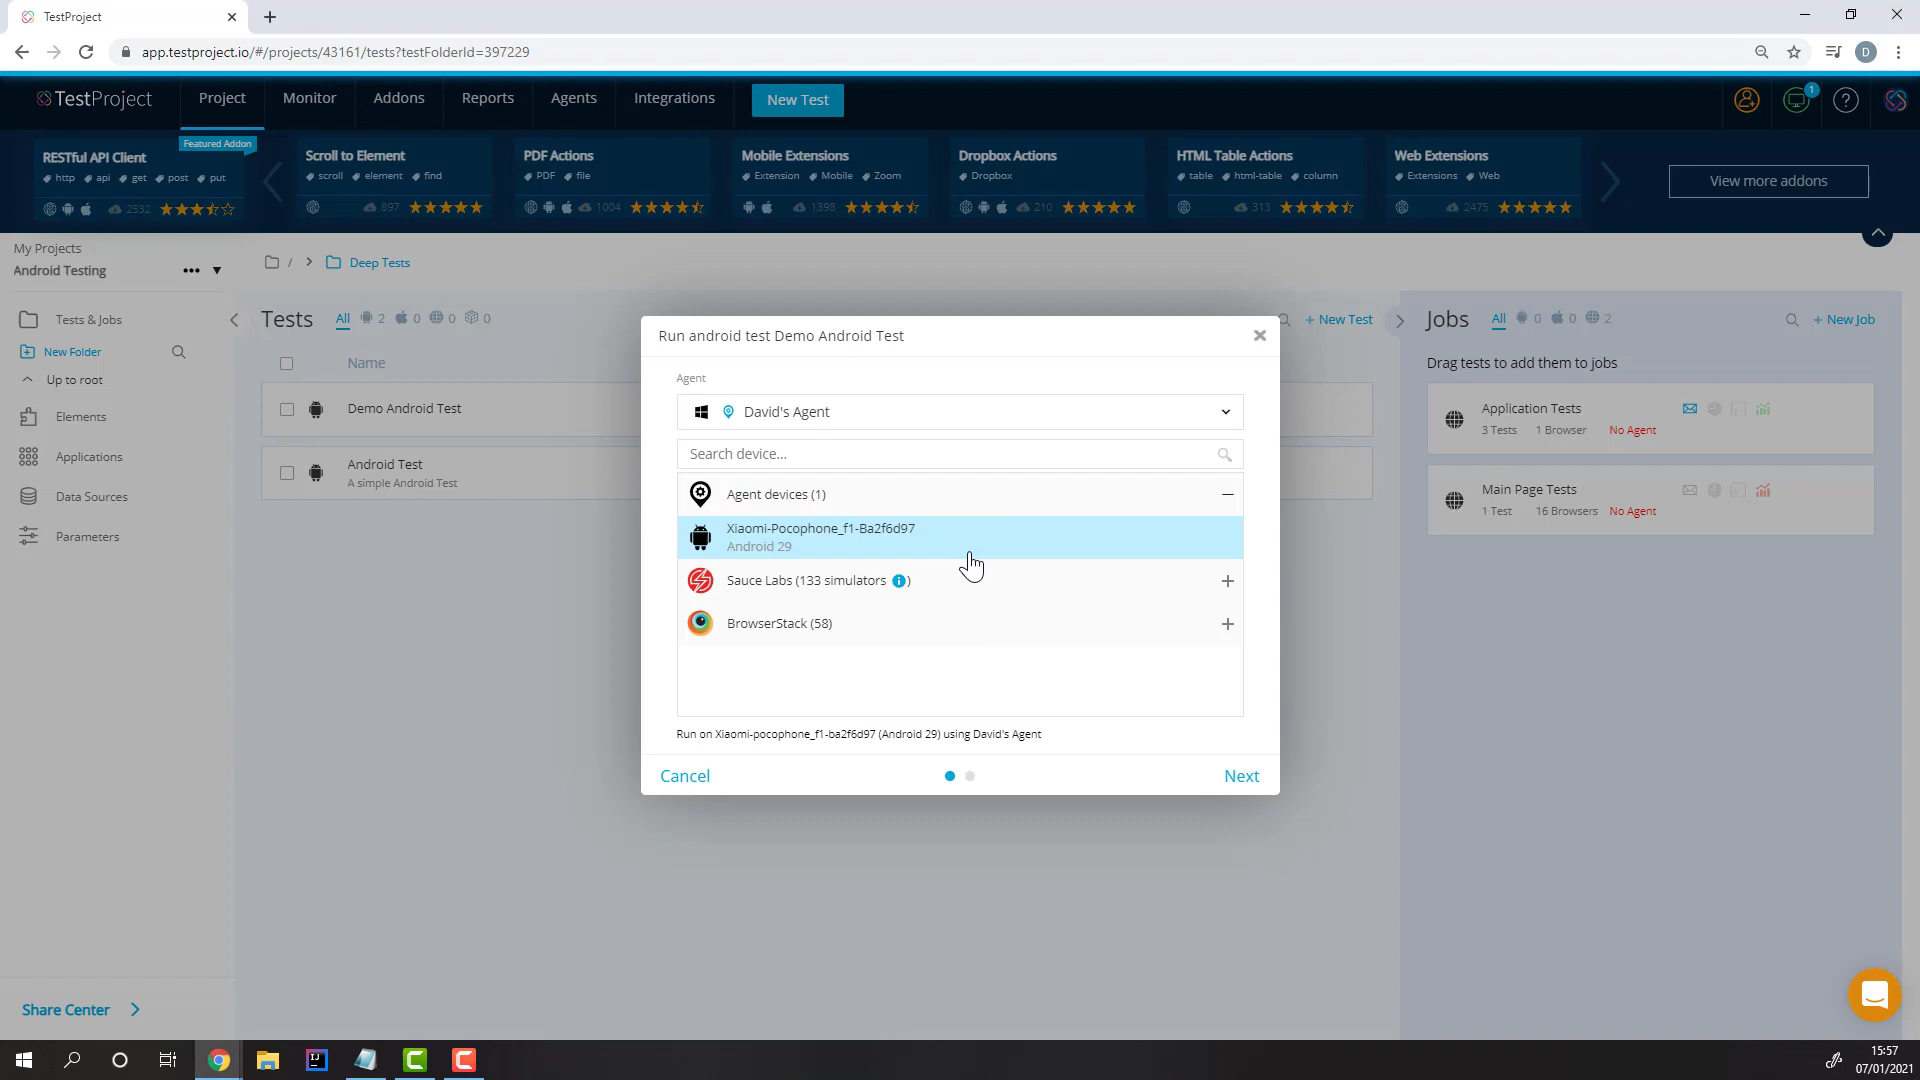 TestProject
app.testproject.io/#/projects/43161/tests?testFolderId=397229
D
TestProject
Project
Monitor
Addons
Reports
Agents
Integrations
New Test
1
Featured Addon
RESTful API Client
http api get post put
2532
Scroll to Element
scroll element find
897
PDF Actions
PDF file
1004
Mobile Extensions
Extension Mobile Zoom
1398
Dropbox Actions
Dropbox
210
HTML Table Actions
table html-table column
313
Web Extensions
Extensions Web
2475
View more addons
My Projects
Android Testing
Tests & Jobs
New Folder
Up to root
Elements
Applications
Data Sources
Parameters
Share Center
/ > Deep Tests
Tests All 2 0 0 0
+ New Test
Name
Demo Android Test
Android Test
A simple Android Test
Run android test Demo Android Test
Agent
David's Agent
Search device...
Agent devices (1)
Xiaomi-Pocophone_f1-Ba2f6d97
Android 29
Sauce Labs (133 simulators i )
BrowserStack (58)
Run on Xiaomi-pocophone_f1-ba2f6d97 (Android 29) using David's Agent
Cancel
Next
Jobs All 0 0 2
+ New Job
Drag tests to add them to jobs
Application Tests
3 Tests 1 Browser No Agent
Main Page Tests
1 Test 16 Browsers No Agent
15:57
07/01/2021